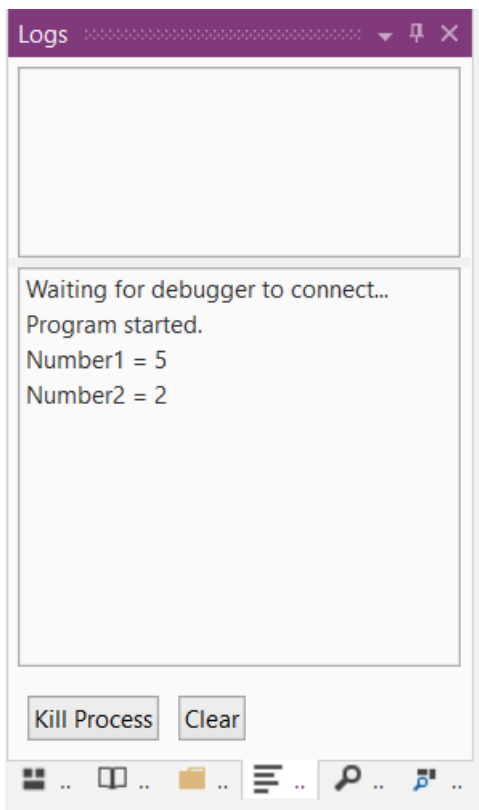 Logs
Waiting for debugger to connect...
Program started.
Number1 = 5
Number2 = 2
Kill Process Clear
.. .. .. .. .. ..